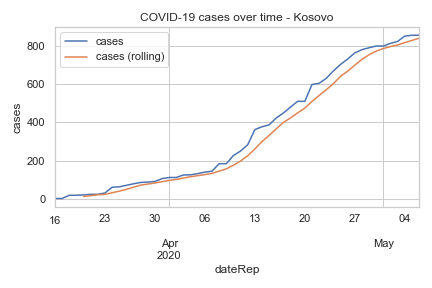 COVID-19 cases over time - Kosovo
cases
cases (rolling)
800
600
400
200
0
cases
16 23 30 06 13 20 27 04
Apr May
2020
dateRep